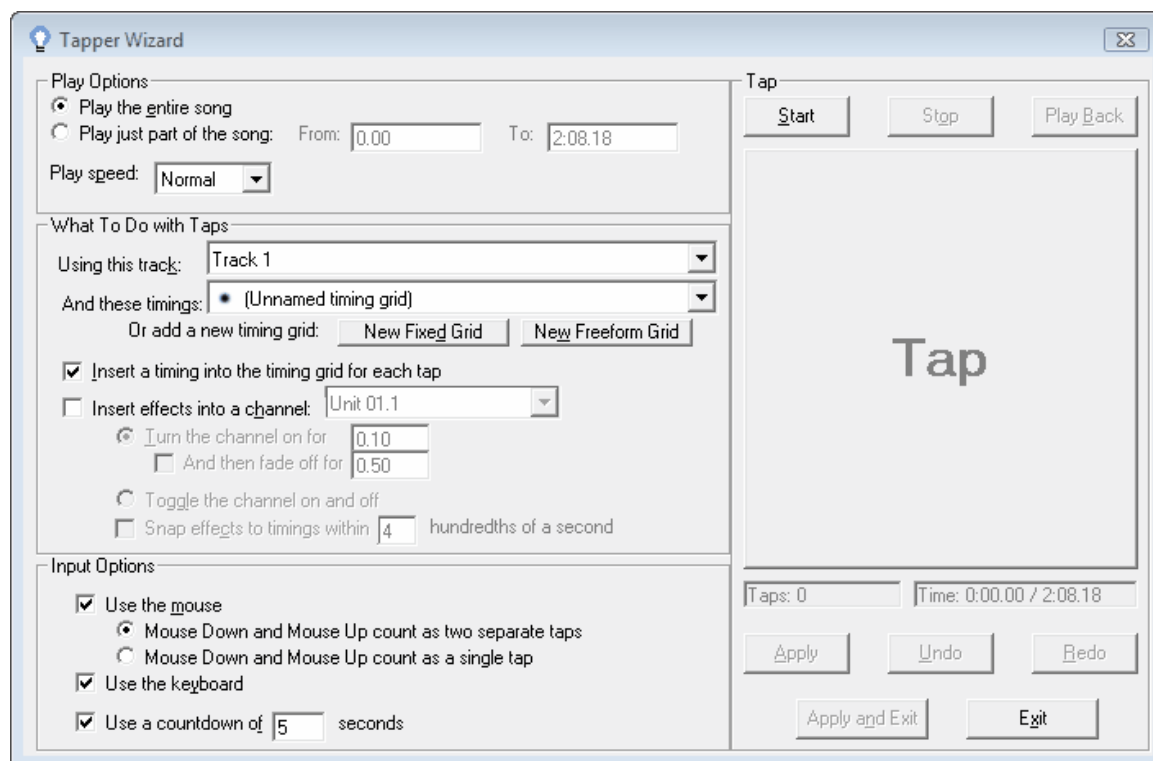 Tapper Wizard
Play Options
Play the entire song
Play just part of the song: From: 0.00 To: 2:08.18
Play speed: Normal
What To Do with Taps
Using this track: Track 1
And these timings: (Unnamed timing grid)
Or add a new timing grid: New Fixed Grid New Freeform Grid
Insert a timing into the timing grid for each tap
Insert effects into a channel: Unit 01.1
Turn the channel on for 0.10
And then fade off for 0.50
Toggle the channel on and off
Snap effects to timings within 4 hundredths of a second
Input Options
Use the mouse
Mouse Down and Mouse Up count as two separate taps
Mouse Down and Mouse Up count as a single tap
Use the keyboard
Use a countdown of 5 seconds
Tap
Start Stop Play Back
Tap
Taps: 0 Time: 0:00.00 / 2:08.18
Apply Undo Redo
Apply and Exit Exit